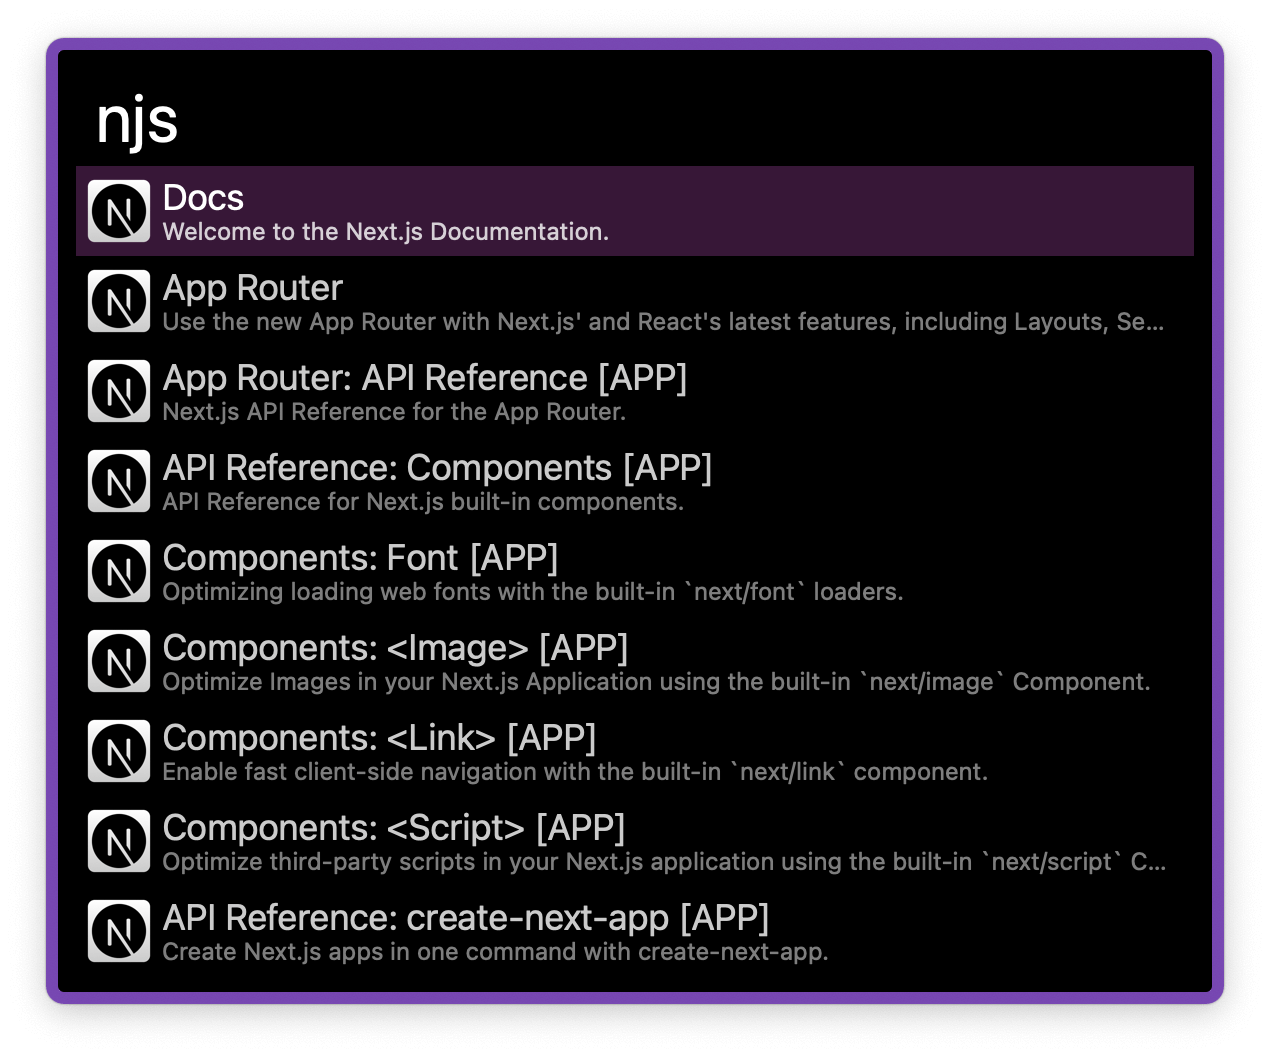 njs
Docs
Welcome to the Next.js Documentation.
App Router
Use the new App Router with Next.js' and React's latest features, including Layouts, Se...
App Router: API Reference [APP]
Next.js API Reference for the App Router.
API Reference: Components [APP]
API Reference for Next.js built-in components.
Components: Font [APP]
Optimizing loading web fonts with the built-in `next/font` loaders.
Components: <Image> [APP]
Optimize Images in your Next.js Application using the built-in `next/image` Component.
Components: <Link> [APP]
Enable fast client-side navigation with the built-in `next/link` component.
Components: <Script> [APP]
Optimize third-party scripts in your Next.js application using the built-in `next/script` C...
API Reference: create-next-app [APP]
Create Next.js apps in one command with create-next-app.